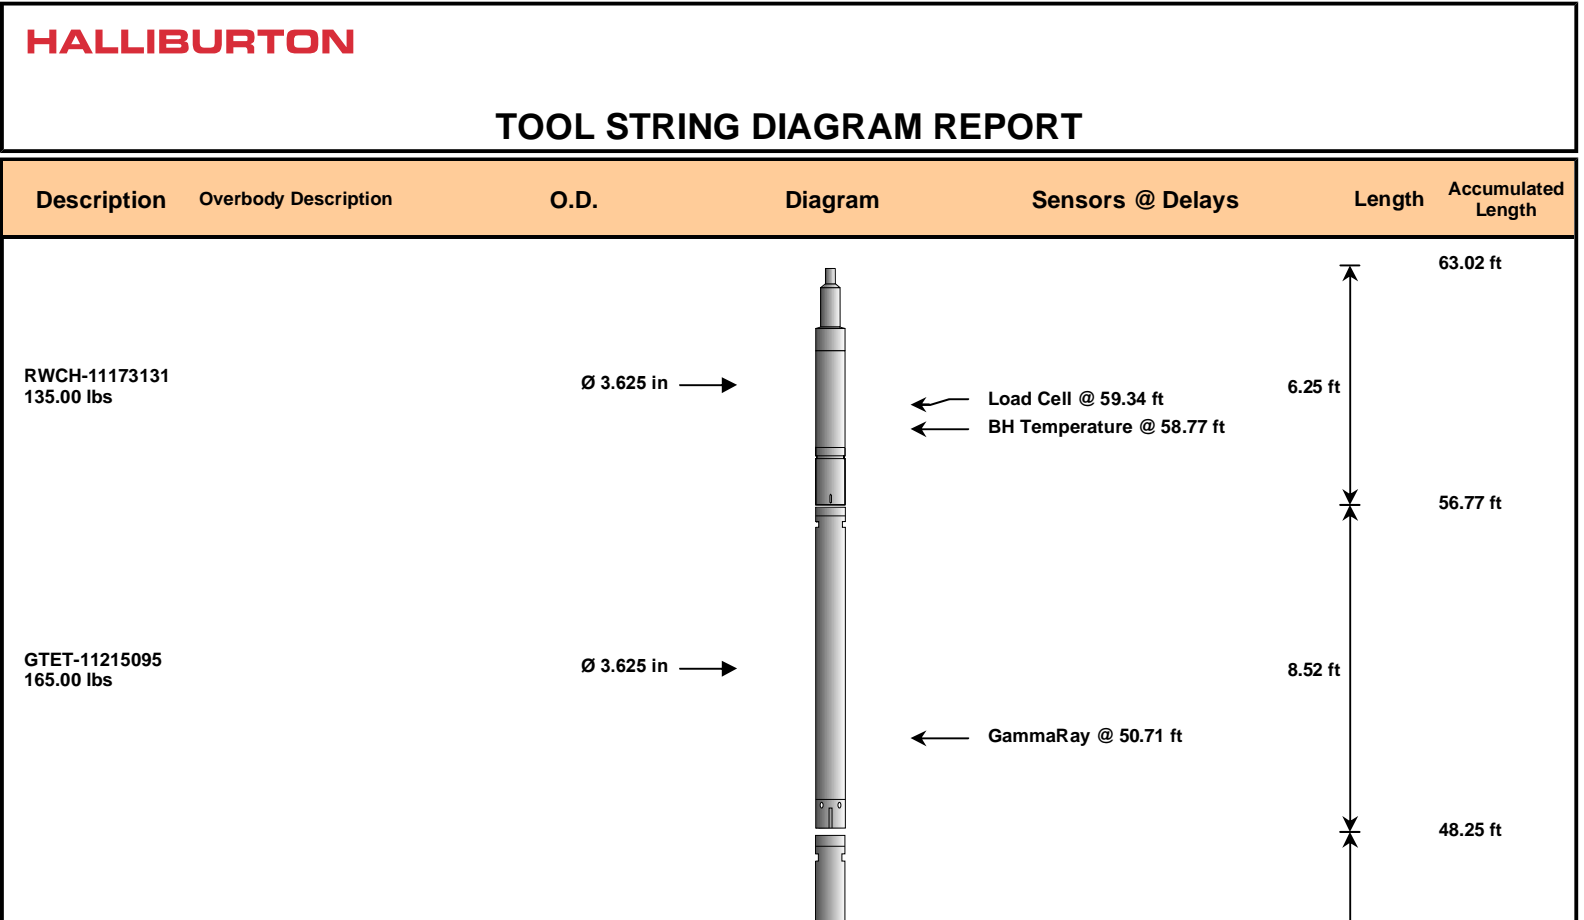 HALLIBURTON
TOOL STRING DIAGRAM REPORT
Description Overbody Description O.D. Diagram Sensors @ Delays Length Accumulated Length
63.02 ft
RWCH-11173131
135.00 lbs
Ø 3.625 in
Load Cell @ 59.34 ft
BH Temperature @ 58.77 ft
6.25 ft
56.77 ft
GTET-11215095
165.00 lbs
Ø 3.625 in
GammaRay @ 50.71 ft
8.52 ft
48.25 ft